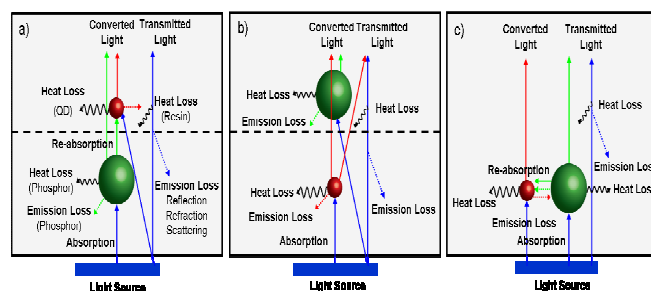 a)
Converted Transmitted
Light Light
Heat Loss
(QD)
Heat Loss
(Resin)
Re-absorption
Heat Loss
(Phosphor)
Emission Loss
(Phosphor)
Emission Loss
Reflection
Refraction
Scattering
Absorption
Light Source
b)
Converted Transmitted
Light Light
Heat Loss
Heat Loss
Emission Loss
Heat Loss
Emission Loss
Emission Loss
Absorption
Light Source
c)
Converted Transmitted
Light Light
Heat Loss
Emission Loss
Re-absorption
Heat Loss
Heat Loss
Emission Loss
Absorption
Light Source